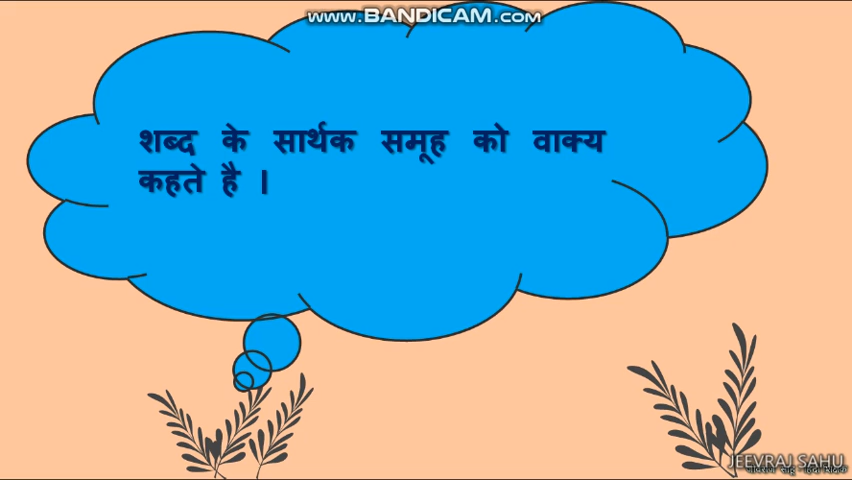 www.BANDICAM.com
शब्द के सार्थक समूह को वाक्य
कहते है ।
JEEVRAJ SAHU